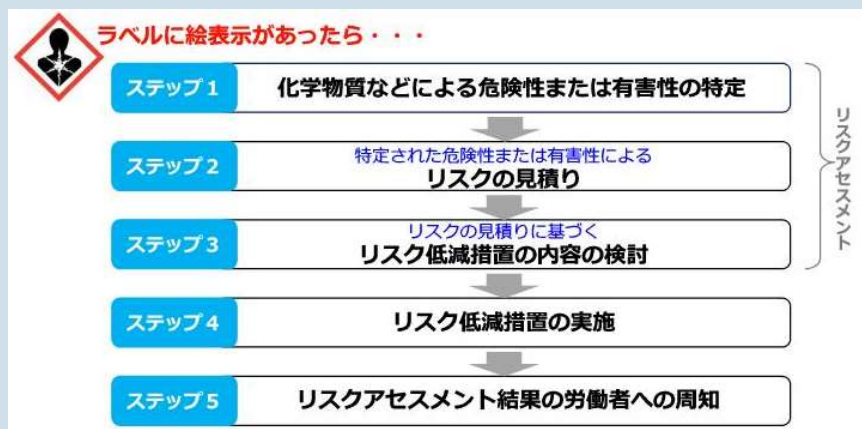 ラベルに絵表示があったら・・・
ステップ1
化学物質などによる危険性または有害性の特定
ステップ2
特定された危険性または有害性による
リスクの見積り
ステップ3
リスクの見積りに基づく
リスク低減措置の内容の検討
リスクアセスメント
ステップ4
リスク低減措置の実施
ステップ5
リスクアセスメント結果の労働者への周知